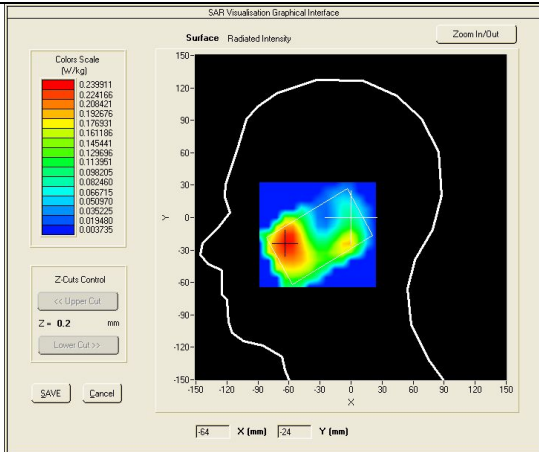 SAR Visualisation Graphical Interface
Surface Radiated Intensity
Zoom In/Out
Colors Scale
(W/kg)
0.239911
0.224166
0.208421
0.192676
0.176931
0.161186
0.145441
0.129696
0.113951
0.098205
0.082460
0.066715
0.050970
0.035225
0.019480
0.003735
Z-Cuts Control
<< Upper Cut
Z = 0.2 mm
Lower Cut >>
SAVE Cancel
150
120
90
60
30
0
-30
-60
-90
-120
-150
Y
-150 -120 -90 -60 -30 0 30 60 90 120 150
X
-64 X (mm) -24 Y (mm)